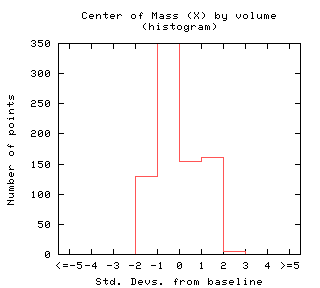 Center of Mass (X) by volume
(histogram)
350
300
250
200
150
100
50
0
Number of points
<=-5 -4 -3 -2 -1 0 1 2 3 4 >=5
Std. Devs. from baseline